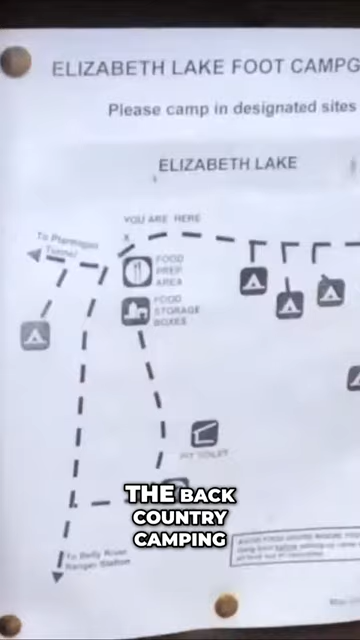 ELIZABETH LAKE FOOT CAMPG
Please camp in designated sites
ELIZABETH LAKE
YOU ARE HERE
x
To Ptarmigan
Tunnel
FOOD
PREP
AREA
FOOD
STORAGE
BOXES
PIT TOILET
THE BACK
COUNTRY
CAMPING
To Belly River
Ranger Station